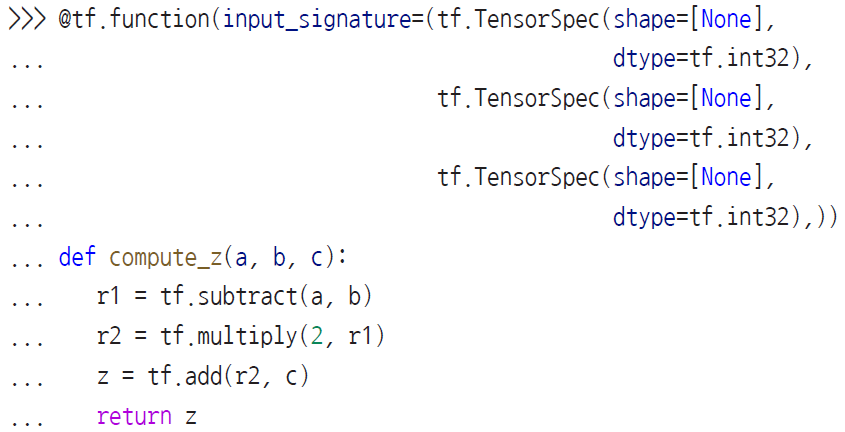 >>> @tf.function(input_signature=(tf.TensorSpec(shape=[None],
...                                             dtype=tf.int32),
...                               tf.TensorSpec(shape=[None],
...                                             dtype=tf.int32),
...                               tf.TensorSpec(shape=[None],
...                                             dtype=tf.int32),))
... def compute_z(a, b, c):
...    r1 = tf.subtract(a, b)
...    r2 = tf.multiply(2, r1)
...    z = tf.add(r2, c)
...    return z